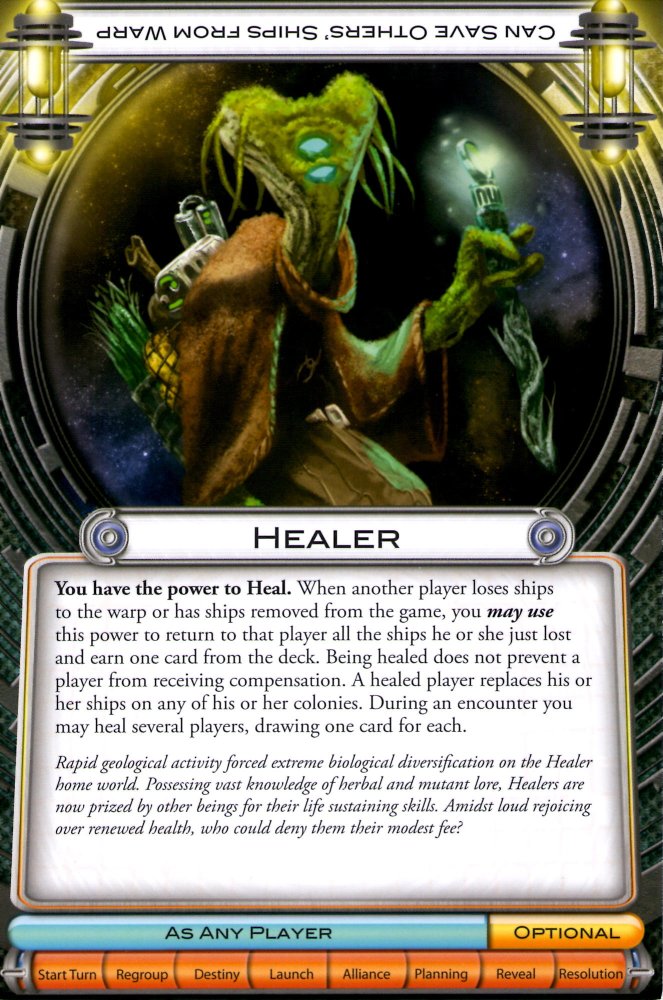 Can Save Others' Ships from Warp
Healer
You have the power to Heal. When another player loses ships
to the warp or has ships removed from the game, you may use
this power to return to that player all the ships he or she just lost
and earn one card from the deck. Being healed does not prevent a
player from receiving compensation. A healed player replaces his or
her ships on any of his or her colonies. During an encounter you
may heal several players, drawing one card for each.
Rapid geological activity forced extreme biological diversification on the Healer
home world. Possessing vast knowledge of herbal and mutant lore, Healers are
now prized by other beings for their life sustaining skills. Amidst loud rejoicing
over renewed health, who could deny them their modest fee?
As Any Player Optional
Start Turn Regroup Destiny Launch Alliance Planning Reveal Resolution